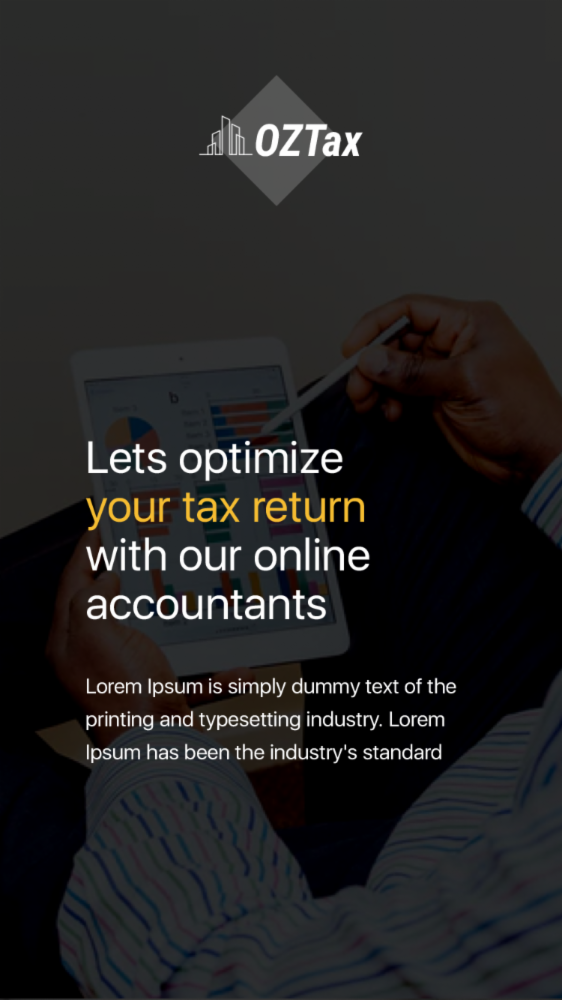 OZTax
b
Lets optimize
your tax return
with our online
accountants
Lorem Ipsum is simply dummy text of the
printing and typesetting industry. Lorem
Ipsum has been the industry's standard